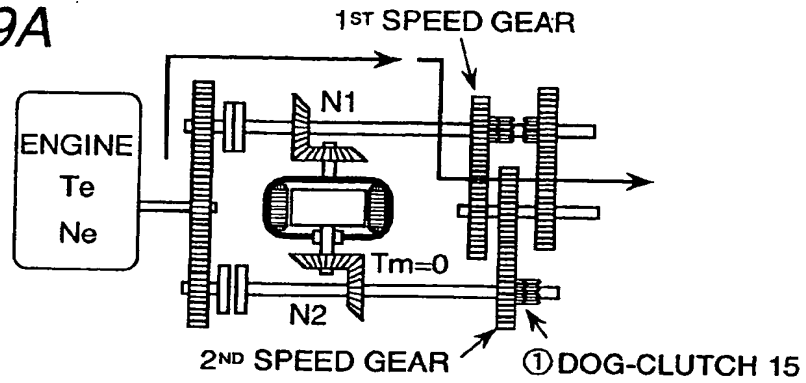 9A
1ST SPEED GEAR
N1
ENGINE
Te
Ne
Tm=0
N2
2ND SPEED GEAR
①DOG-CLUTCH 15